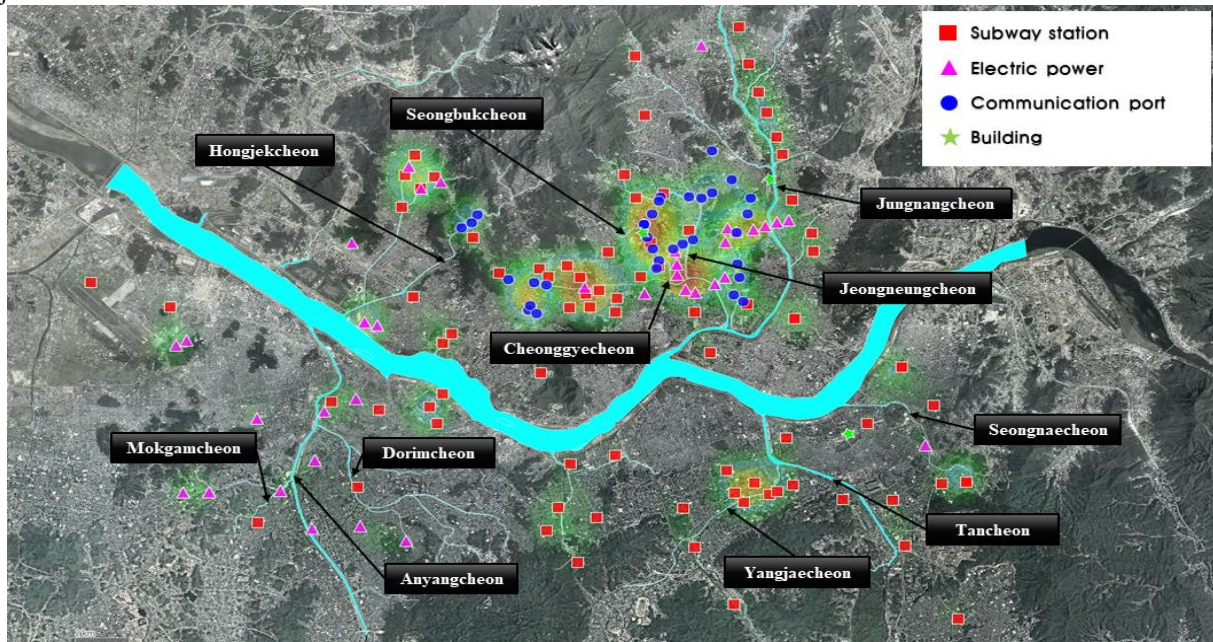 Subway station
Electric power
Communication port
Building
Seongbukcheon
Hongjekcheon
Jungnangcheon
Jeongneungcheon
Cheonggyecheon
Seongnaecheon
Mokgamcheon
Dorimcheon
Tancheon
Anyangcheon
Yangjaecheon